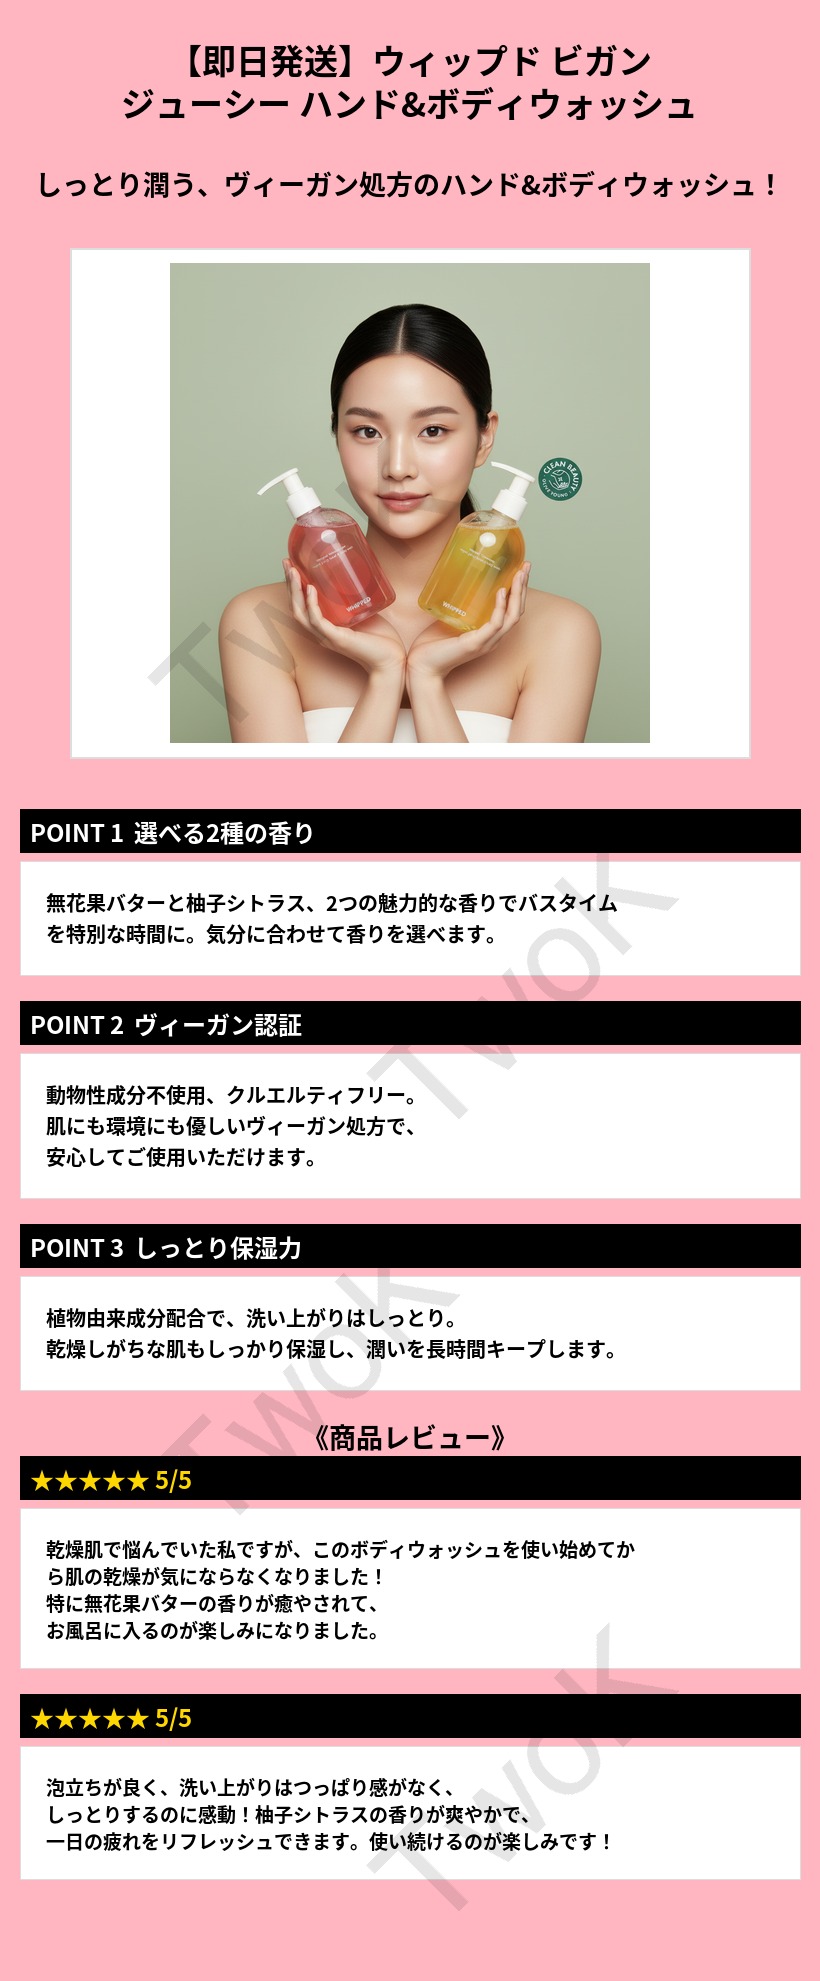 【即日発送】ウィップド ビガン
ジューシー ハンド&ボディウォッシュ
しっとり潤う、ヴィーガン処方のハンド&ボディウォッシュ！
CLEAN BEAUTY
OLIVE YOUNG
WHIPPED
WHIPPED
TwoK
POINT 1 選べる2種の香り
無花果バターと柚子シトラス、2つの魅力的な香りでバスタイム
を特別な時間に。気分に合わせて香りを選べます。
TwoK
POINT 2 ヴィーガン認証
動物性成分不使用、クルエルティフリー。
肌にも環境にも優しいヴィーガン処方で、
安心してご使用いただけます。
POINT 3 しっとり保湿力
植物由来成分配合で、洗い上がりはしっとり。
乾燥しがちな肌もしっかり保湿し、潤いを長時間キープします。
TwoK
《商品レビュー》
★★★★★ 5/5
乾燥肌で悩んでいた私ですが、このボディウォッシュを使い始めてか
ら肌の乾燥が気にならなくなりました！
特に無花果バターの香りが癒やされて、
お風呂に入るのが楽しみになりました。
★★★★★ 5/5
泡立ちが良く、洗い上がりはつっぱり感がなく、
しっとりするのに感動！柚子シトラスの香りが爽やかで、
一日の疲れをリフレッシュできます。使い続けるのが楽しみです！
TwoK